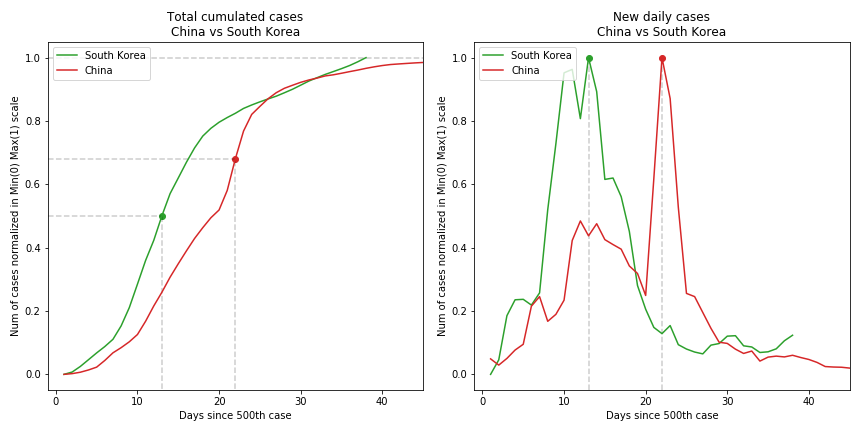 Total cumulated cases
China vs South Korea
South Korea
China
Num of cases normalized in Min(0) Max(1) scale
1.0
0.8
0.6
0.4
0.2
0.0
0
10
20
30
40
Days since 500th case
New daily cases
China vs South Korea
South Korea
China
Num of cases normalized in Min(0) Max(1) scale
1.0
0.8
0.6
0.4
0.2
0.0
0
10
20
30
40
Days since 500th case